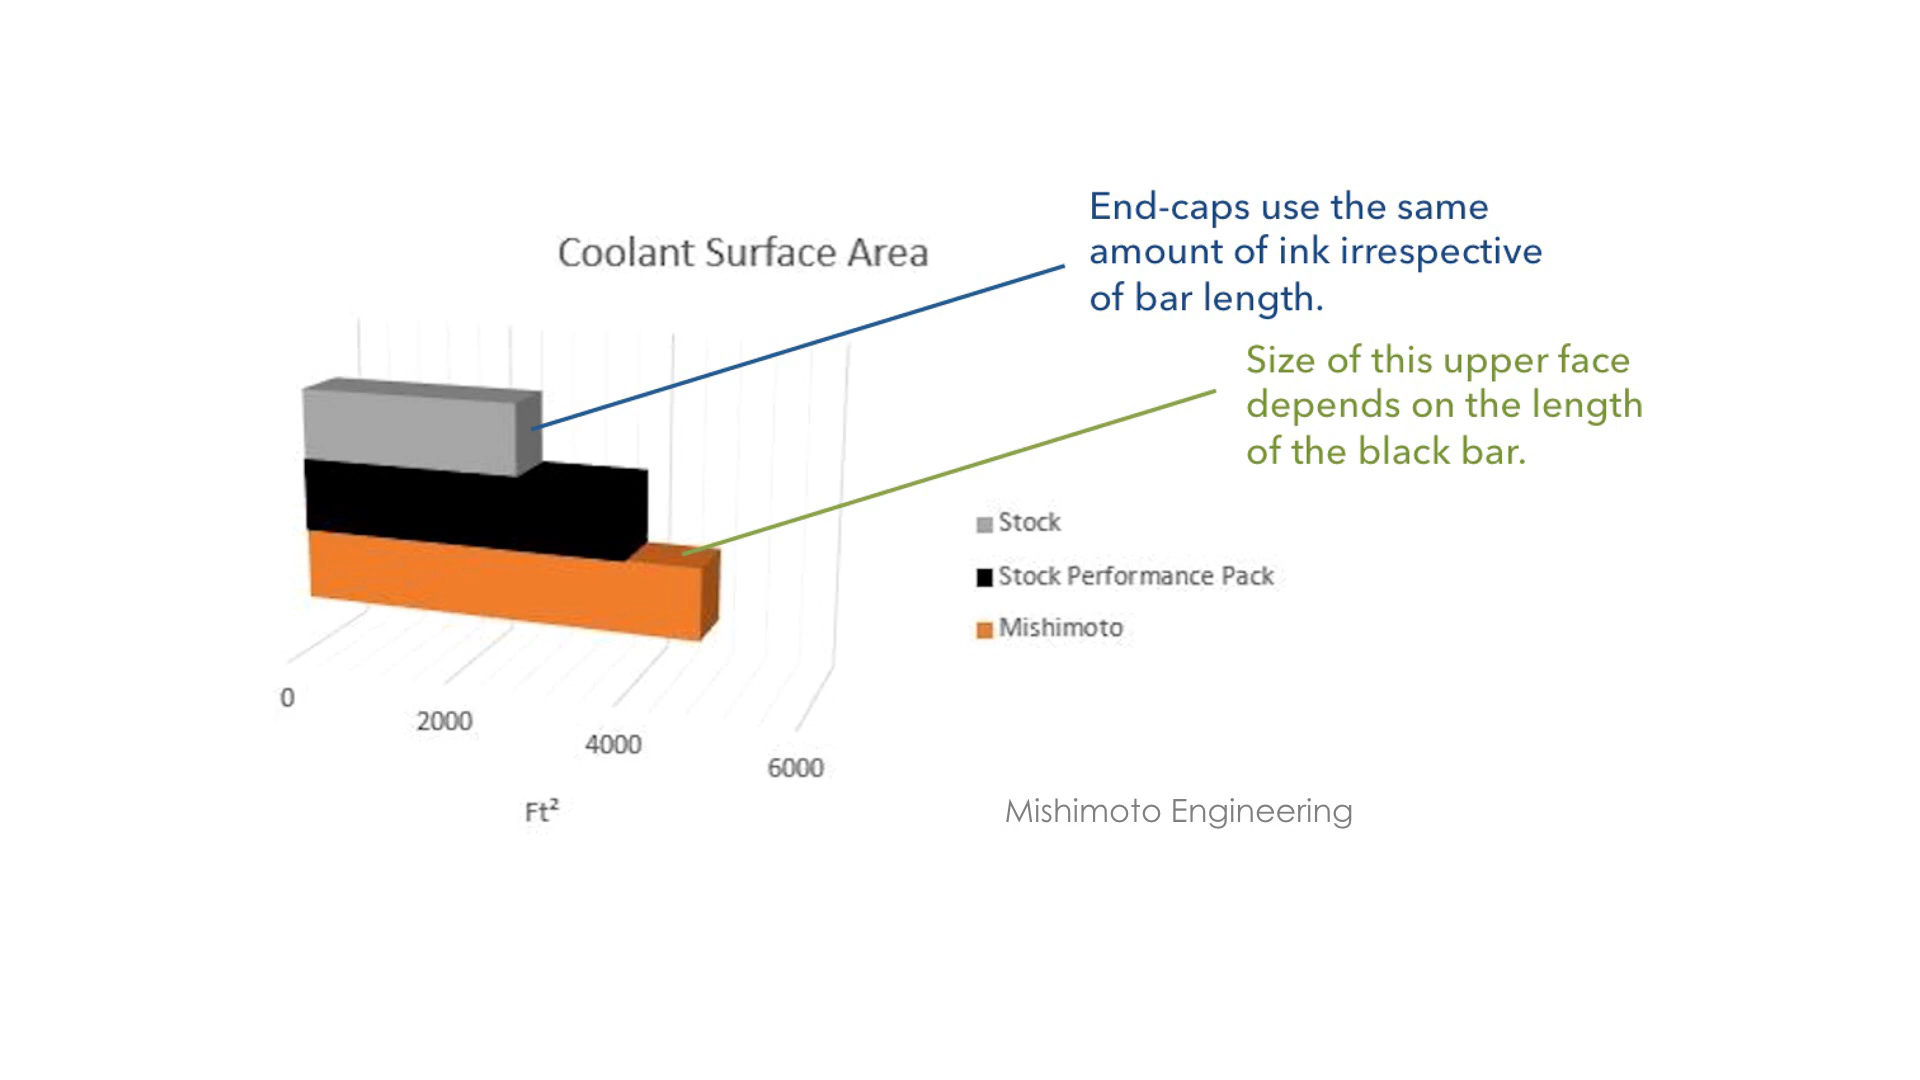 End-caps use the same
amount of ink irrespective
of bar length.
Coolant Surface Area
Size of this upper face
depends on the length
of the black bar.
Stock
Stock Performance Pack
Mishimoto
0
2000
4000
6000
Ft²
Mishimoto Engineering